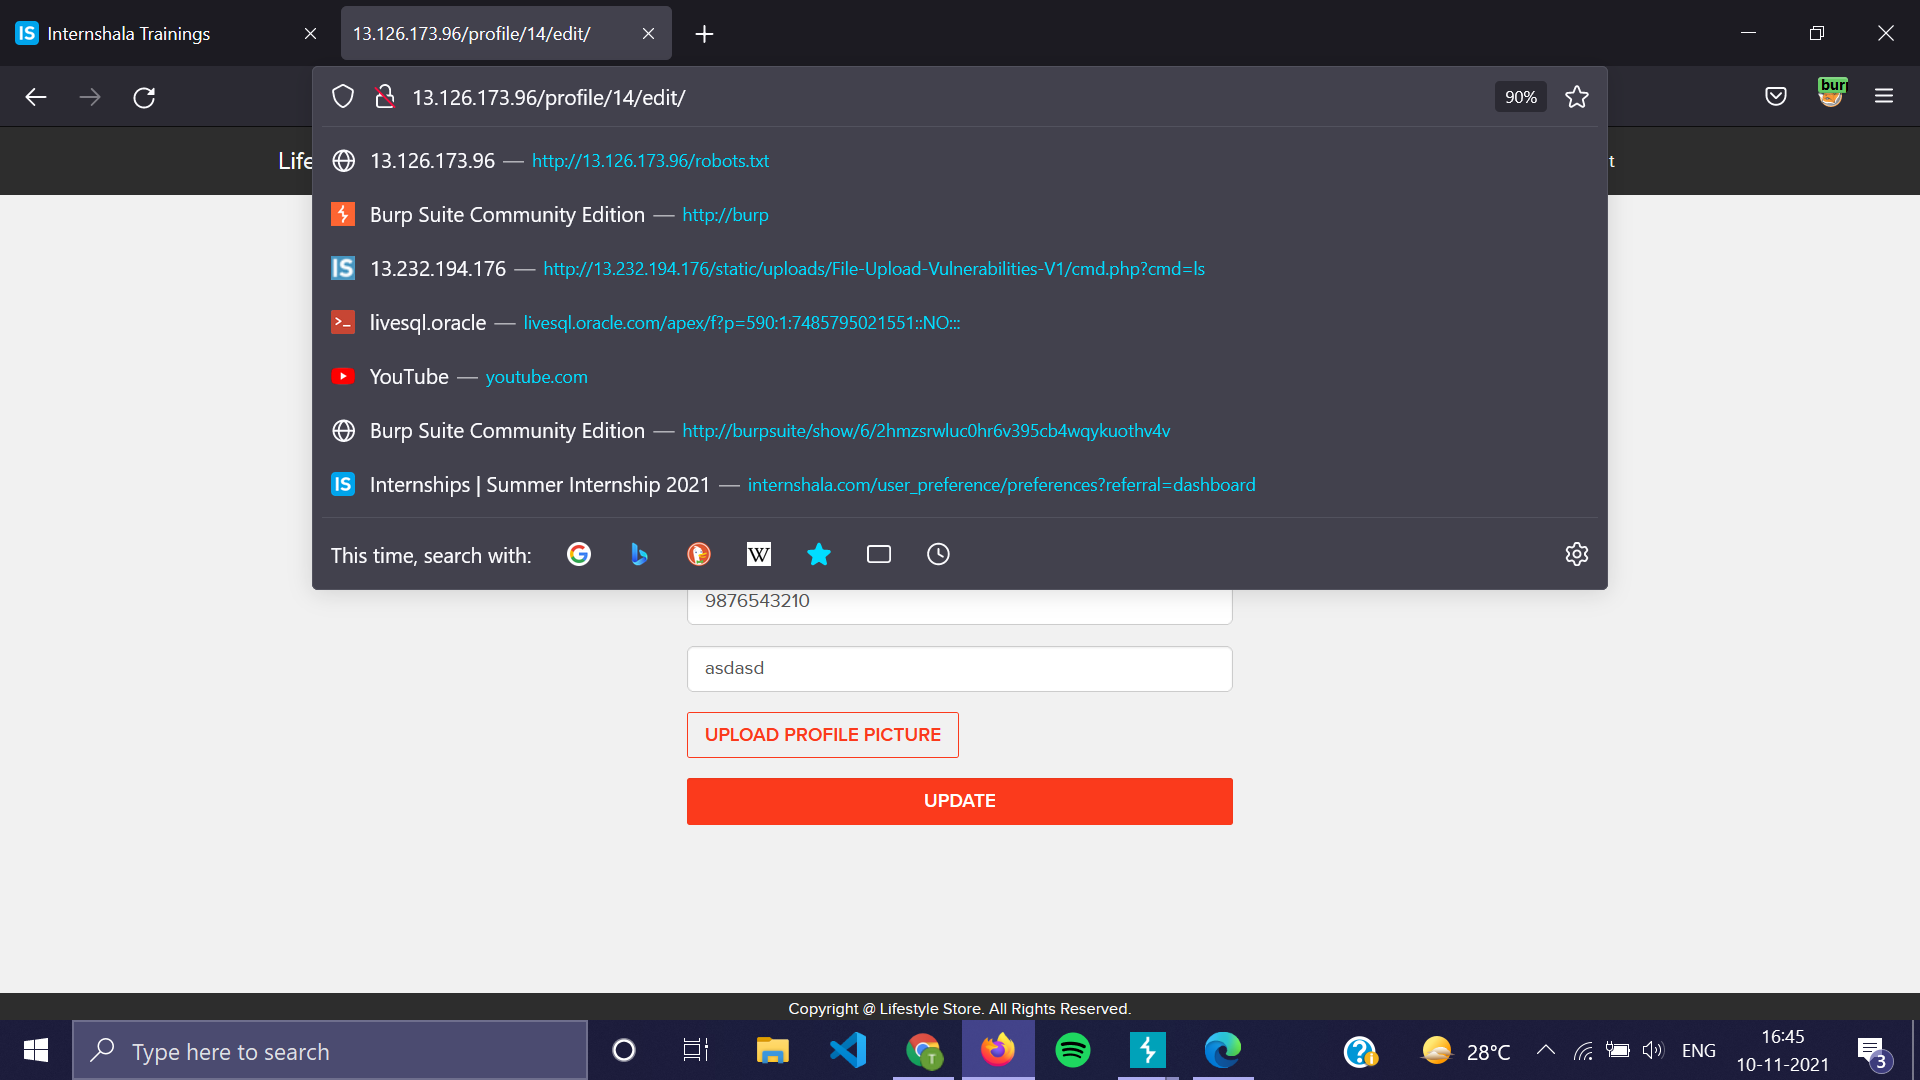 IS Internshala Trainings
13.126.173.96/profile/14/edit/
13.126.173.96/profile/14/edit/
90%
bur
Life
t
13.126.173.96 — http://13.126.173.96/robots.txt
Burp Suite Community Edition — http://burp
IS 13.232.194.176 — http://13.232.194.176/static/uploads/File-Upload-Vulnerabilities-V1/cmd.php?cmd=ls
>_ livesql.oracle — livesql.oracle.com/apex/f?p=590:1:7485795021551::NO:::
YouTube — youtube.com
Burp Suite Community Edition — http://burpsuite/show/6/2hmzsrwluc0hr6v395cb4wqykuothv4v
IS Internships | Summer Internship 2021 — internshala.com/user_preference/preferences?referral=dashboard
This time, search with:
G
W
9876543210
asdasd
UPLOAD PROFILE PICTURE
UPDATE
Copyright @ Lifestyle Store. All Rights Reserved.
Type here to search
T
28°C
ENG
16:45
10-11-2021
3